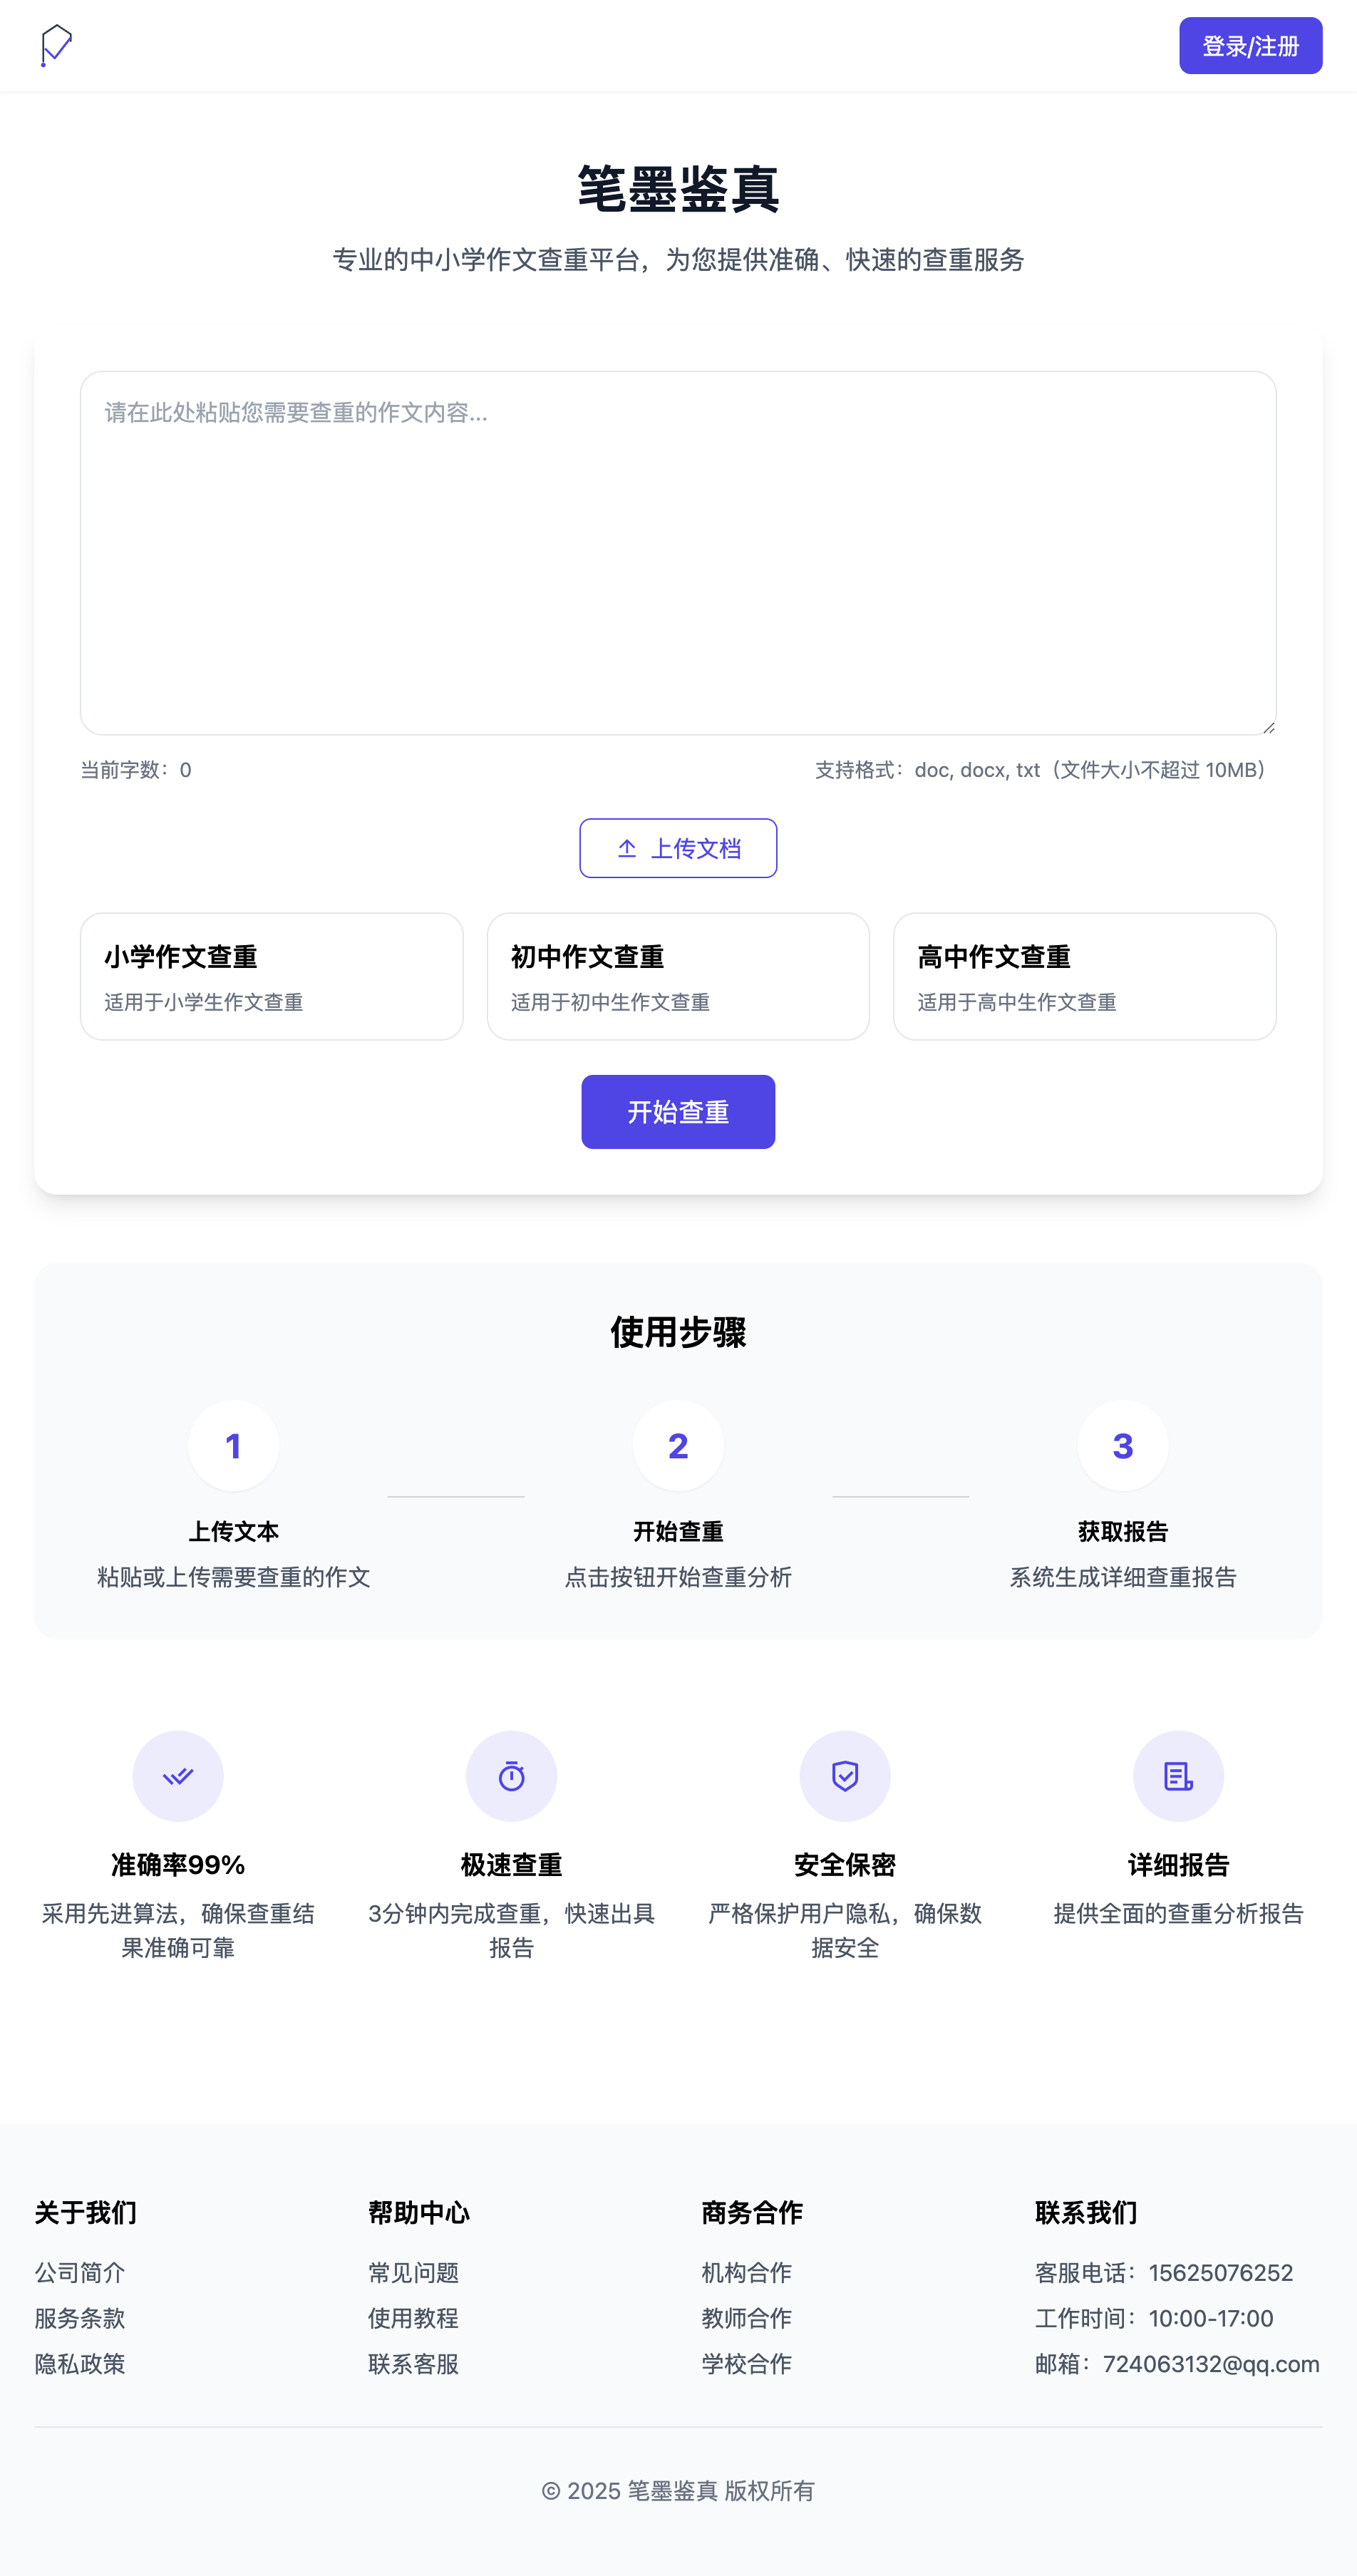 登录/注册
笔墨鉴真
专业的中小学作文查重平台，为您提供准确、快速的查重服务
请在此处粘贴您需要查重的作文内容...
当前字数：0
支持格式：doc, docx, txt（文件大小不超过 10MB）
上传文档
小学作文查重
适用于小学生作文查重
初中作文查重
适用于初中生作文查重
高中作文查重
适用于高中生作文查重
开始查重
使用步骤
1
上传文本
粘贴或上传需要查重的作文
2
开始查重
点击按钮开始查重分析
3
获取报告
系统生成详细查重报告
准确率99%
采用先进算法，确保查重结
果准确可靠
极速查重
3分钟内完成查重，快速出具
报告
安全保密
严格保护用户隐私，确保数
据安全
详细报告
提供全面的查重分析报告
关于我们
公司简介
服务条款
隐私政策
帮助中心
常见问题
使用教程
联系客服
商务合作
机构合作
教师合作
学校合作
联系我们
客服电话：15625076252
工作时间：10:00-17:00
邮箱：724063132@qq.com
© 2025 笔墨鉴真 版权所有